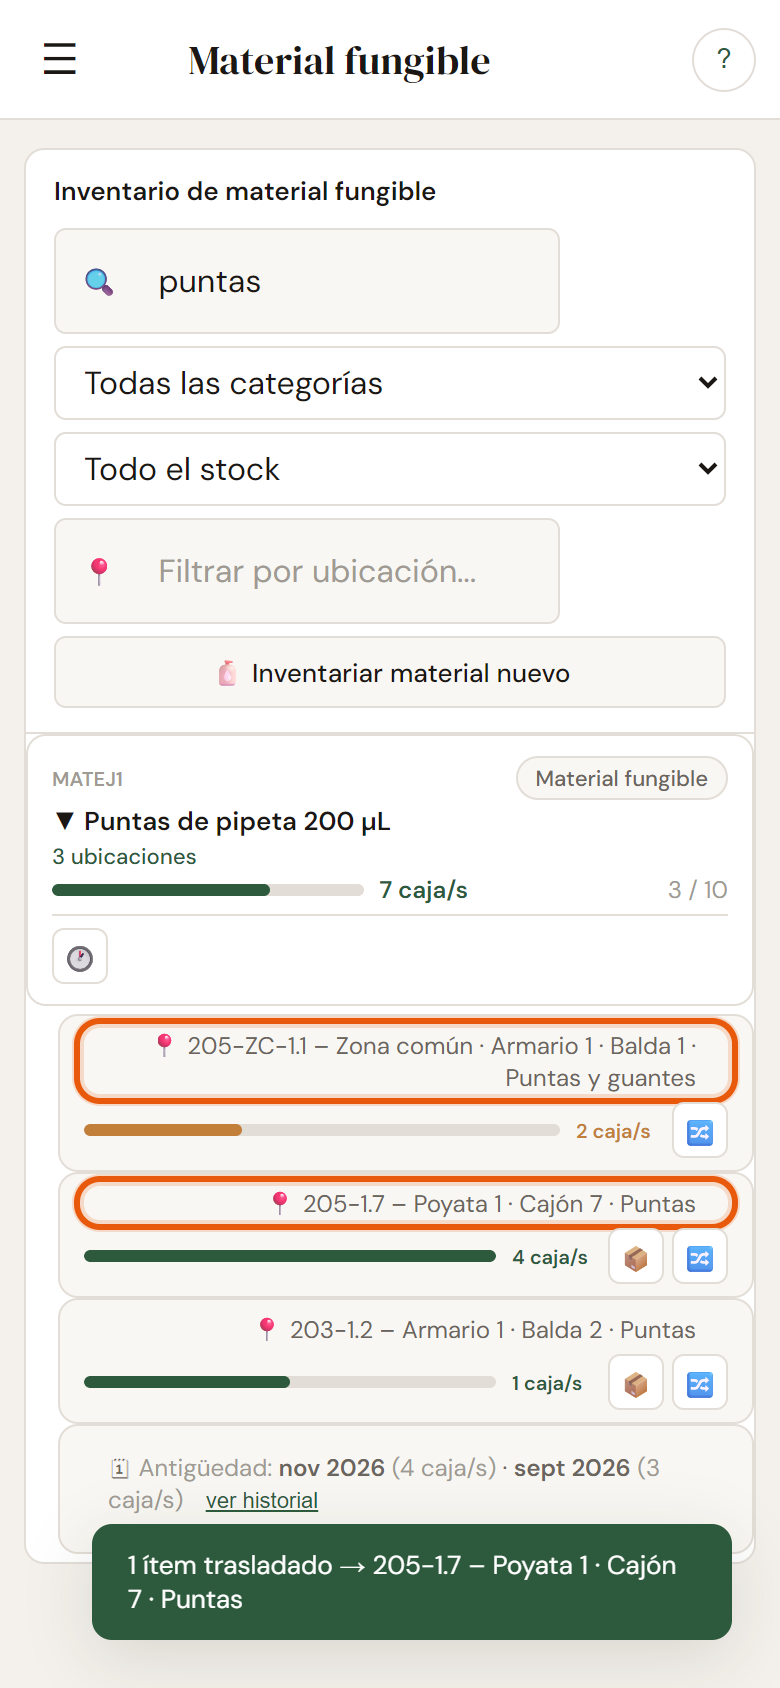 Material fungible
?
Inventario de material fungible
puntas
Todas las categorías
Todo el stock
Filtrar por ubicación...
Inventariar material nuevo
MATEJ1
Material fungible
▼ Puntas de pipeta 200 µL
3 ubicaciones
7 caja/s
3 / 10
205-ZC-1.1 – Zona común · Armario 1 · Balda 1 ·
Puntas y guantes
2 caja/s
205-1.7 – Poyata 1 · Cajón 7 · Puntas
4 caja/s
203-1.2 – Armario 1 · Balda 2 · Puntas
1 caja/s
Antigüedad: nov 2026 (4 caja/s) · sept 2026 (3
caja/s) ver historial
1 ítem trasladado → 205-1.7 – Poyata 1 · Cajón
7 · Puntas